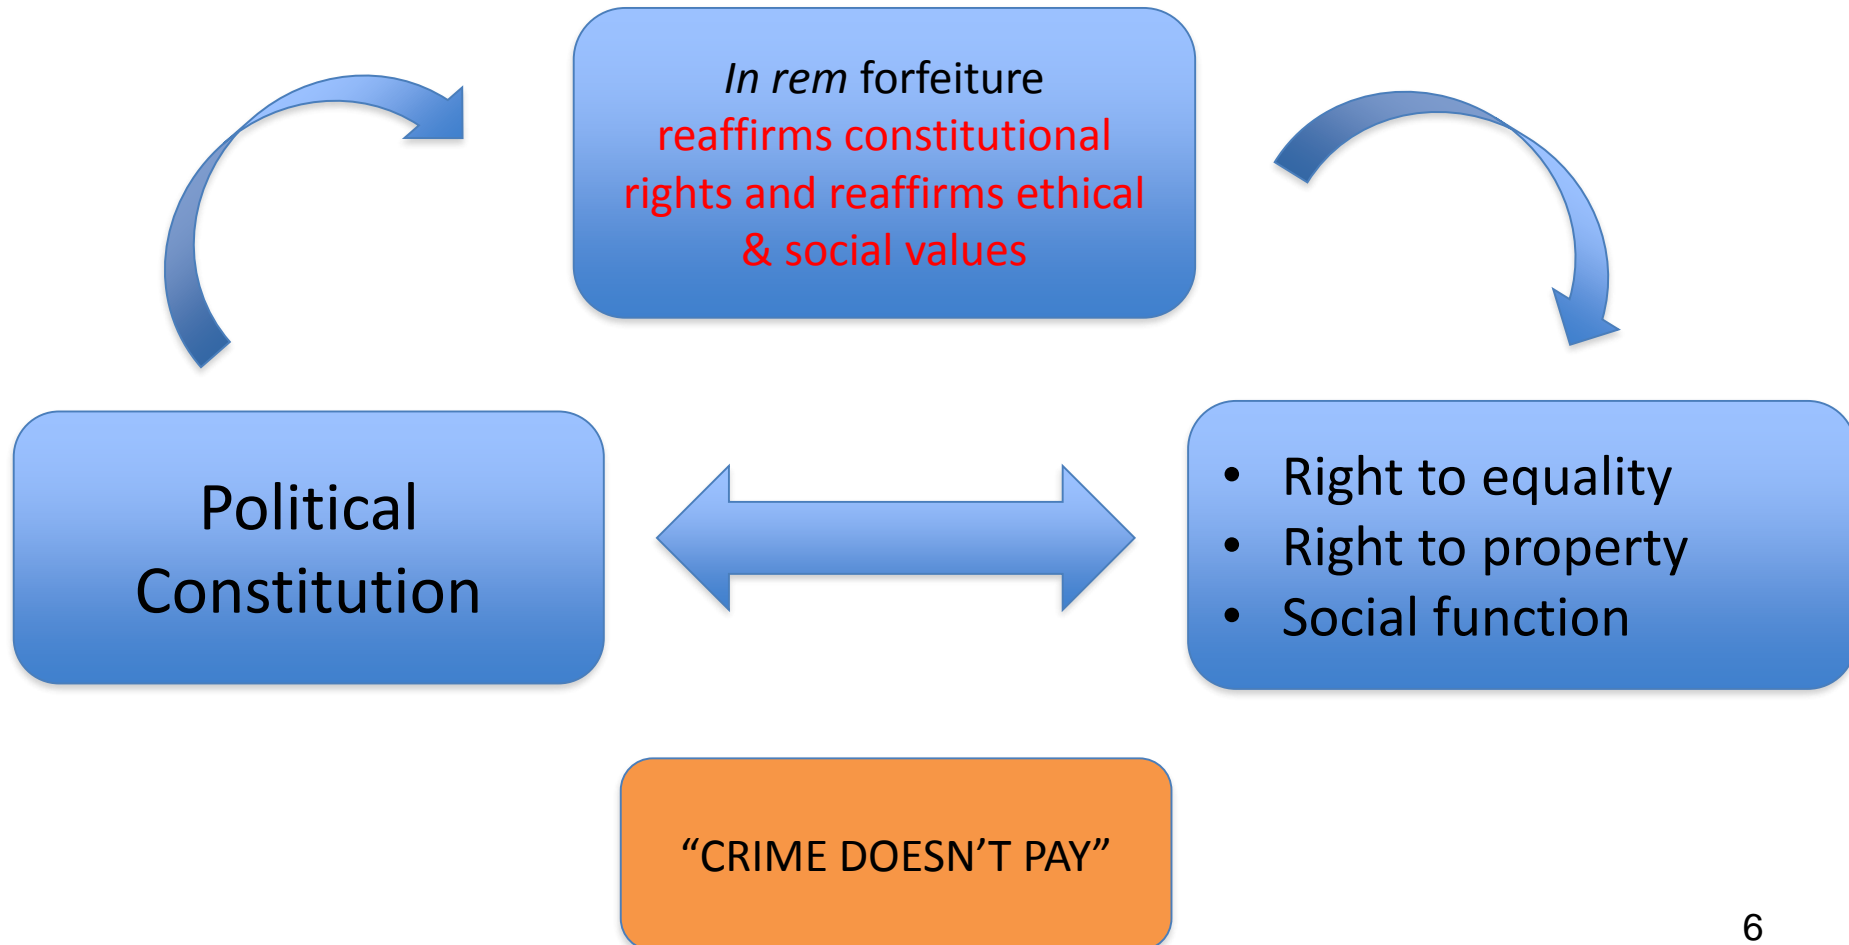 In rem forfeiture
reaffirms constitutional
rights and reaffirms ethical
& social values
Political
Constitution
• Right to equality
• Right to property
• Social function
“CRIME DOESN’T PAY”
6